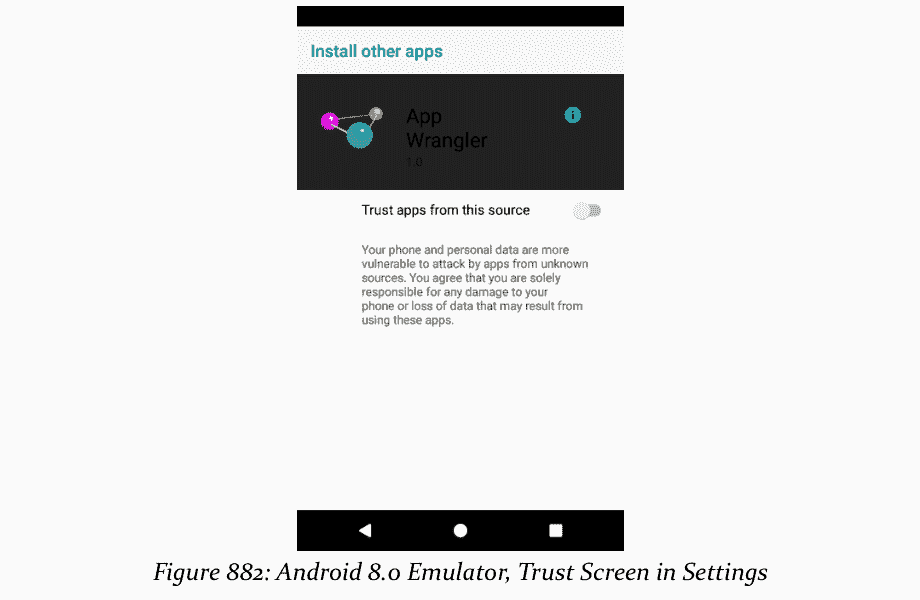 Install other apps
App
Wrangler
1.0
Trust apps from this source
Your phone and personal data are more
vulnerable to attack by apps from unknown
sources. You agree that you are solely
responsible for any damage to your
phone or loss of data that may result from
using these apps.
Figure 882: Android 8.0 Emulator, Trust Screen in Settings